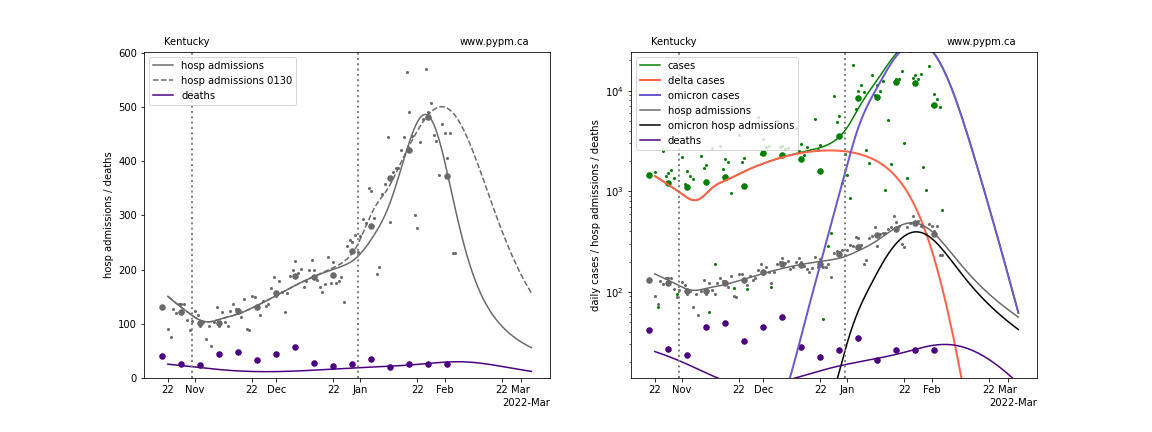 Kentucky
www.pypm.ca
hosp admissions
hosp admissions 0130
deaths
hosp admissions / deaths
600
500
400
300
200
100
0
22 Nov 22 Dec 22 Jan 22 Feb 22 Mar
2022-Mar
Kentucky
www.pypm.ca
cases
delta cases
omicron cases
hosp admissions
omicron hosp admissions
deaths
daily cases / hosp admissions / deaths
10⁴
10³
10²
22 Nov 22 Dec 22 Jan 22 Feb 22 Mar
2022-Mar